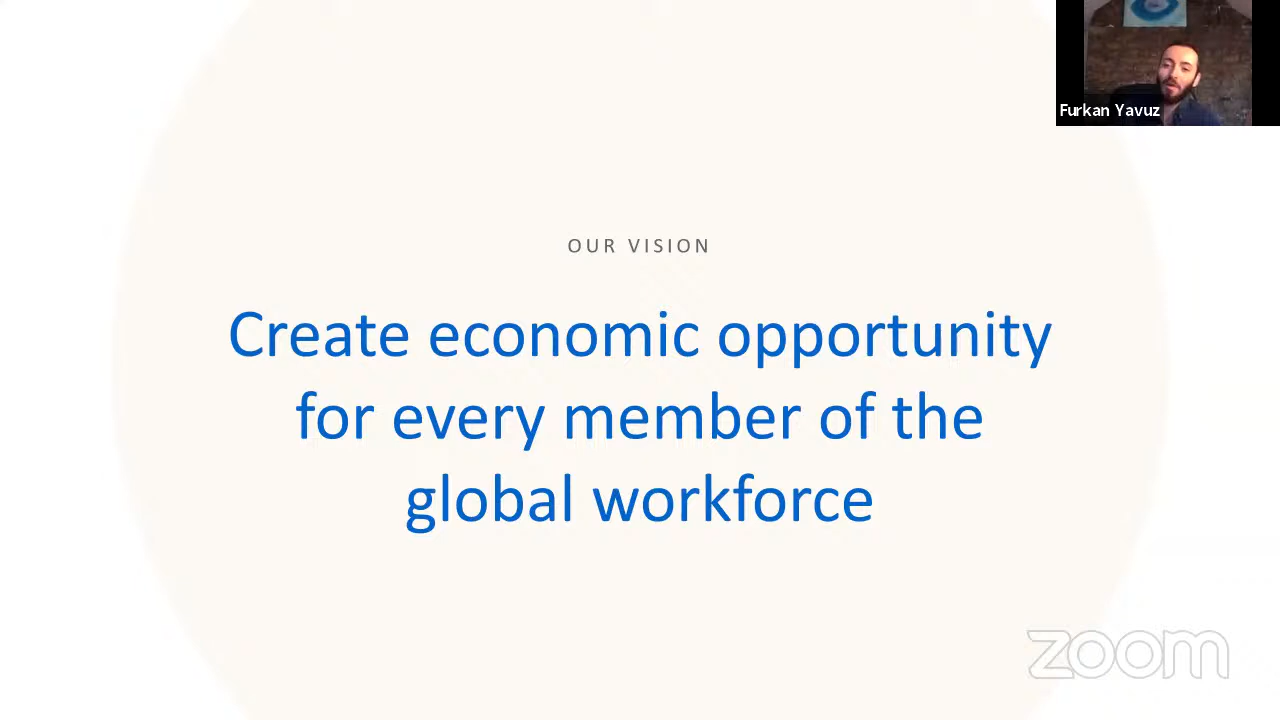 Furkan Yavuz
OUR VISION
Create economic opportunity
for every member of the
global workforce
zoom